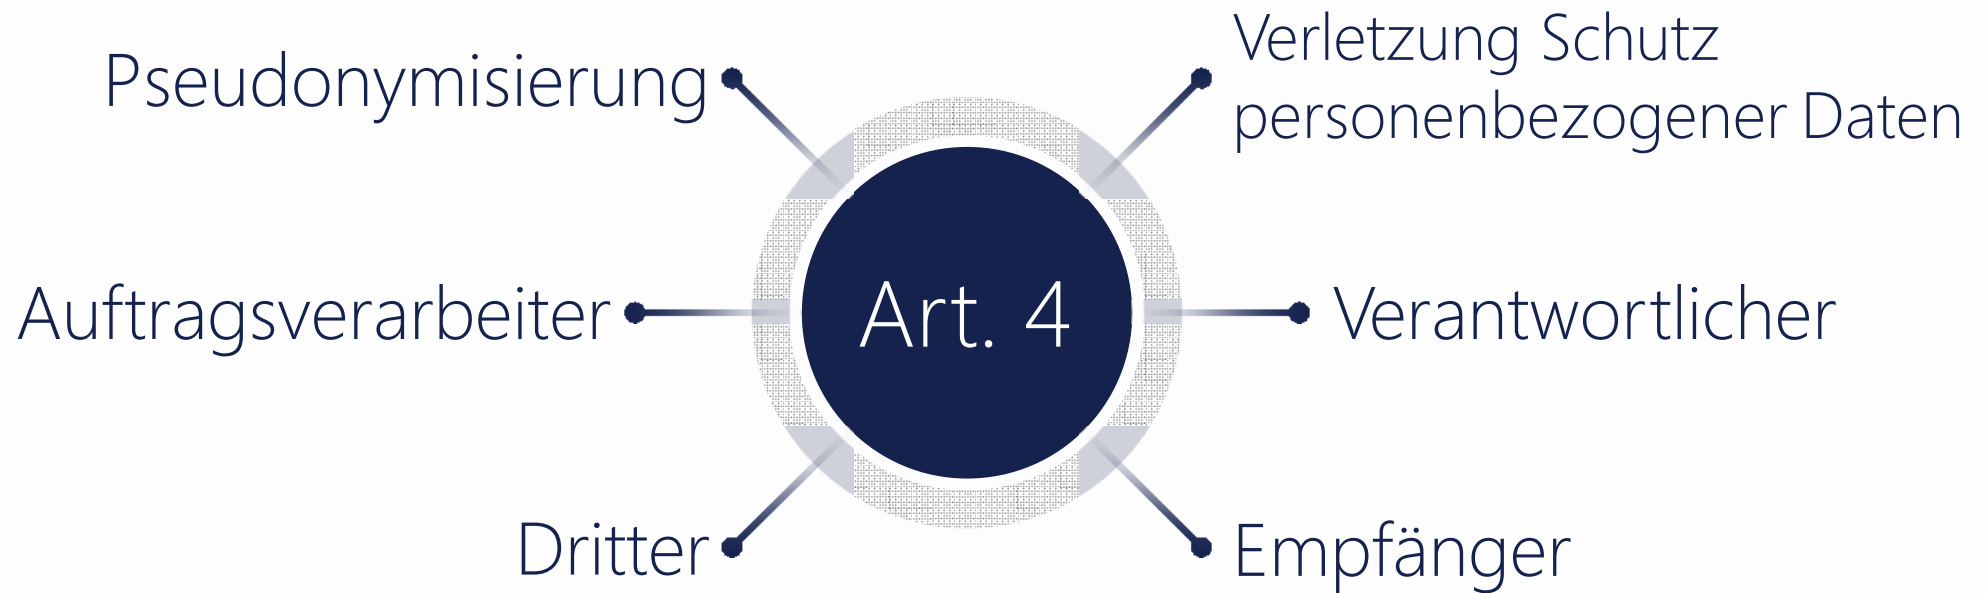 Pseudonymisierung
Verletzung Schutz
personenbezogener Daten
Auftragsverarbeiter
Art. 4
Verantwortlicher
Dritter
Empfänger